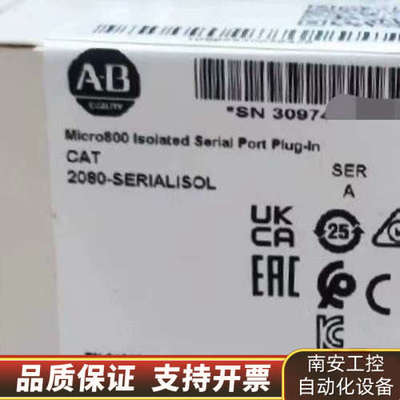 A-B
QUALITY
*SN 30974
Micro800 Isolated Serial Port Plug-In
CAT
2080-SERIALISOL
SER
A
UK
CA
25
EAC
品质保证 支持开票
南安工控
自动化设备